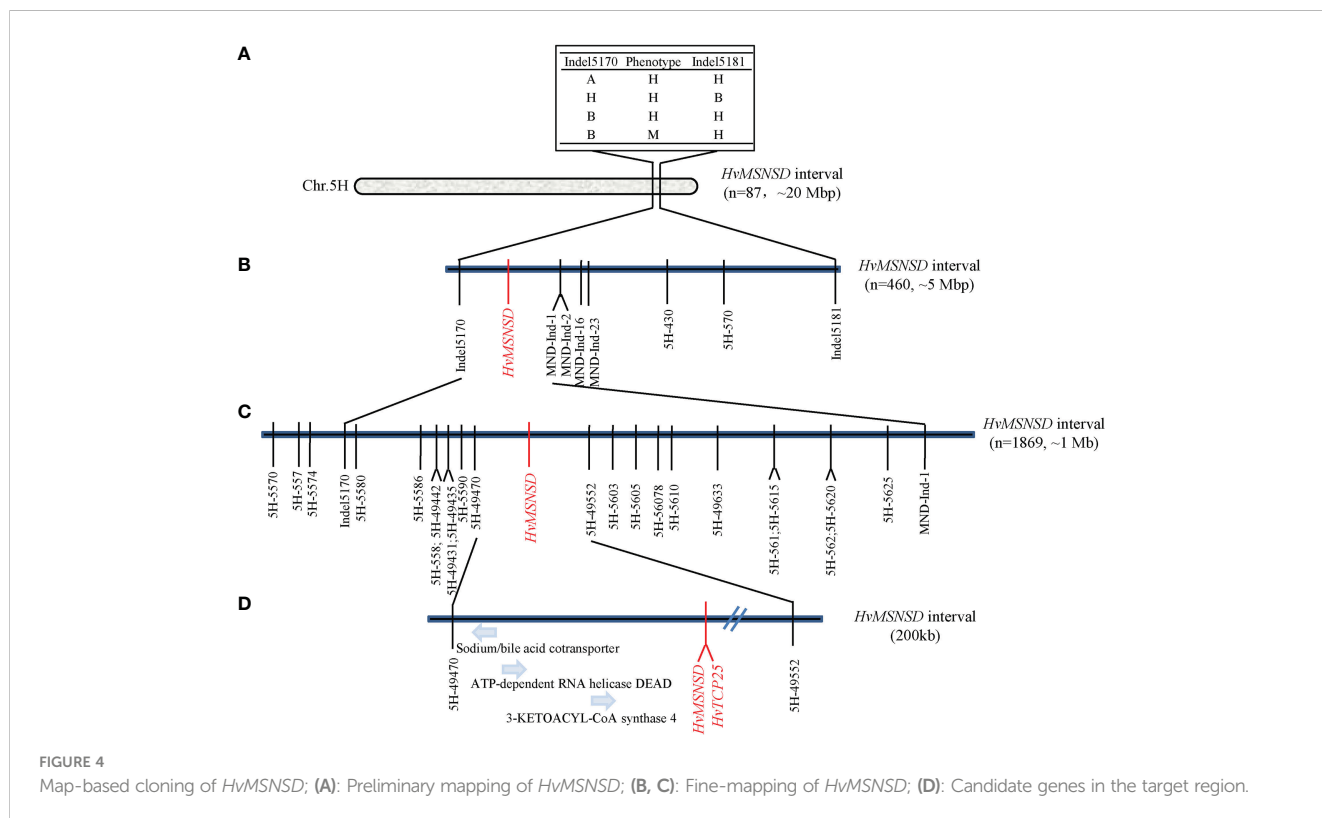 A
Indel5170 Phenotype Indel5181
A H H
H H B
B H H
B M H
Chr.5H
HvMSNSD interval
(n=87, ~20 Mbp)
B
HvMSNSD interval
(n=460, ~5 Mbp)
Indel5170
HvMSNSD
MND-Ind-1
MND-Ind-2
MND-Ind-16
MND-Ind-23
5H-430
5H-570
Indel5181
C
HvMSNSD interval
(n=1869, ~1 Mb)
5H-5570
5H-557
5H-5574
Indel5170
5H-5580
5H-5586
5H-558; 5H-49442
5H-49431;5H-49435
5H-5590
5H-49470
HvMSNSD
5H-49552
5H-5603
5H-5605
5H-56078
5H-5610
5H-49633
5H-561;5H-5615
5H-562;5H-5620
5H-5625
MND-Ind-1
D
HvMSNSD interval
(200kb)
5H-49470
Sodium/bile acid cotransporter
ATP-dependent RNA helicase DEAD
3-KETOACYL-CoA synthase 4
HvMSNSD
HvTCP25
5H-49552
FIGURE 4
Map-based cloning of HvMSNSD; (A): Preliminary mapping of HvMSNSD; (B, C): Fine-mapping of HvMSNSD; (D): Candidate genes in the target region.